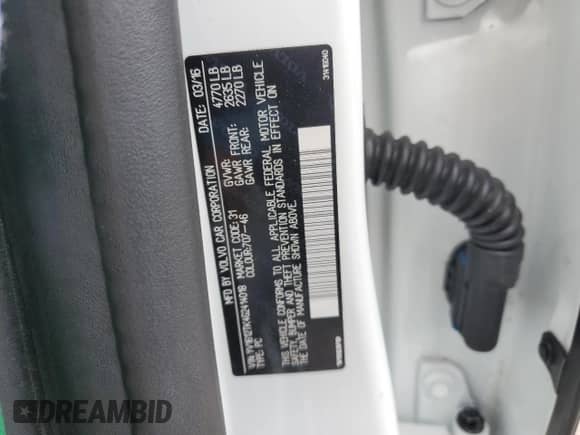 MFD BY VOLVO CAR CORPORATION DATE: 03/16
GVWR: 4770 LB
GAWR FRONT: 2635 LB
GAWR REAR: 2270 LB
MARKET CODE: 31
COLOUR: 707-46
VIN:
TYPE: PC
THIS VEHICLE CONFORMS TO ALL APPLICABLE FEDERAL MOTOR VEHICLE
SAFETY, BUMPER AND THEFT PREVENTION STANDARDS IN EFFECT ON
DATE OF MANUFACTURE SHOWN ABOVE.
DREAMBID